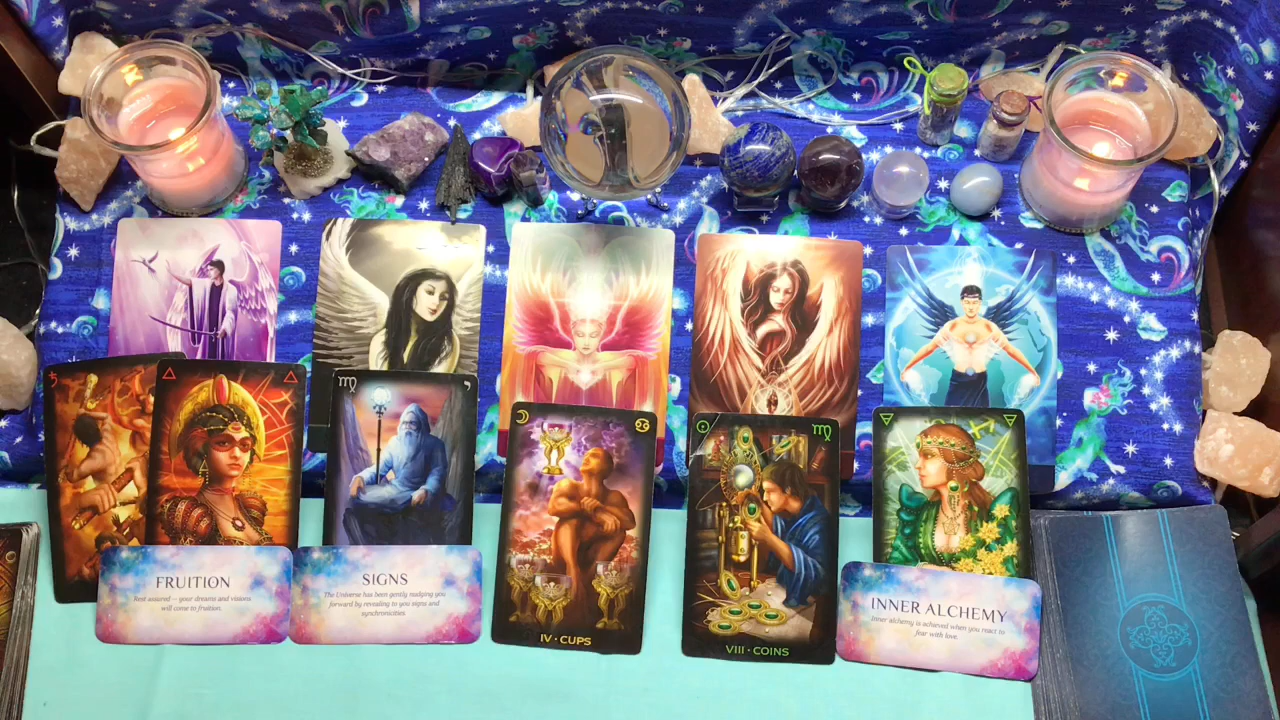 IV · CUPS
VIII · COINS
FRUITION
Rest assured — your dreams and visions
will come to fruition.
SIGNS
The Universe has been gently nudging you
forward by revealing to you signs and
synchronicities.
INNER ALCHEMY
Inner alchemy is achieved when you react to
fear with love.